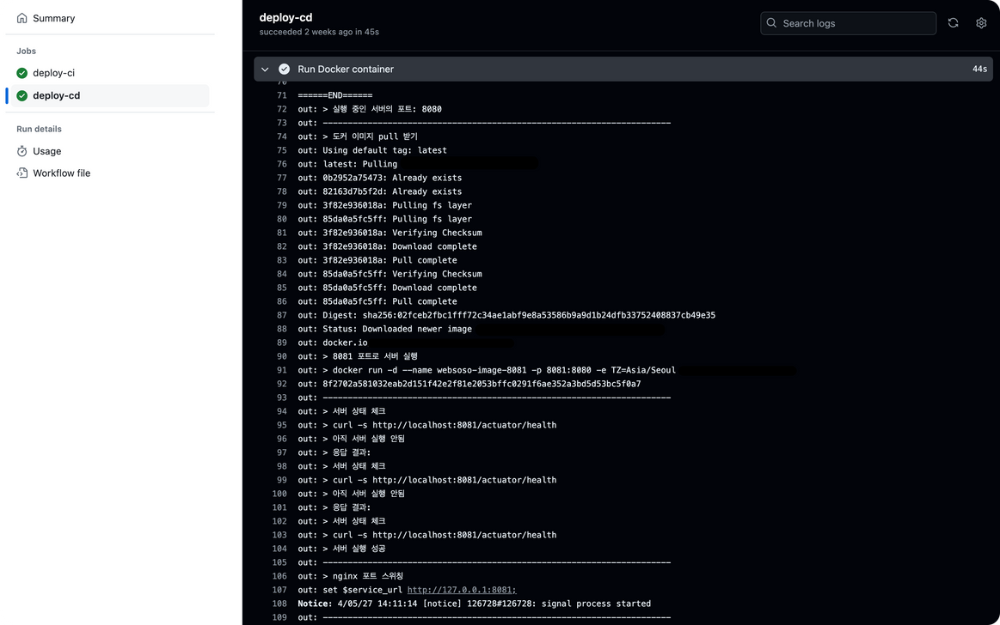 Summary
Jobs
deploy-ci
deploy-cd
Run details
Usage
Workflow file
deploy-cd
succeeded 2 weeks ago in 45s
Search logs
Run Docker container 44s
70
71 ======END======
72 out: > 실행 중인 서버의 포트: 8080
73 out: ----------------------------------------------------------------------
74 out: > 도커 이미지 pull 받기
75 out: Using default tag: latest
76 out: latest: Pulling
77 out: 0b2952a75473: Already exists
78 out: 82163d7b5f2d: Already exists
79 out: 3f82e936018a: Pulling fs layer
80 out: 85da0a5fc5ff: Pulling fs layer
81 out: 3f82e936018a: Verifying Checksum
82 out: 3f82e936018a: Download complete
83 out: 3f82e936018a: Pull complete
84 out: 85da0a5fc5ff: Verifying Checksum
85 out: 85da0a5fc5ff: Download complete
86 out: 85da0a5fc5ff: Pull complete
87 out: Digest: sha256:02fceb2fbc1fff72c34ae1abf9e8a53586b9a9d1b24dfb33752408837cb49e35
88 out: Status: Downloaded newer image
89 out: docker.io
90 out: > 8081 포트로 서버 실행
91 out: > docker run -d --name websoso-image-8081 -p 8081:8080 -e TZ=Asia/Seoul
92 out: 8f2702a581032eab2d151f42e2f81e2053bffc0291f6ae352a3bd5d53bc5f0a7
93 out: ----------------------------------------------------------------------
94 out: > 서버 상태 체크
95 out: > curl -s http://localhost:8081/actuator/health
96 out: > 아직 서버 실행 안됨
97 out: > 응답 결과:
98 out: > 서버 상태 체크
99 out: > curl -s http://localhost:8081/actuator/health
100 out: > 아직 서버 실행 안됨
101 out: > 응답 결과:
102 out: > 서버 상태 체크
103 out: > curl -s http://localhost:8081/actuator/health
104 out: > 서버 실행 성공
105 out: ----------------------------------------------------------------------
106 out: > nginx 포트 스위칭
107 out: set $service_url http://127.0.0.1:8081;
108 Notice: 4/05/27 14:11:14 [notice] 126728#126728: signal process started
109 out: ----------------------------------------------------------------------